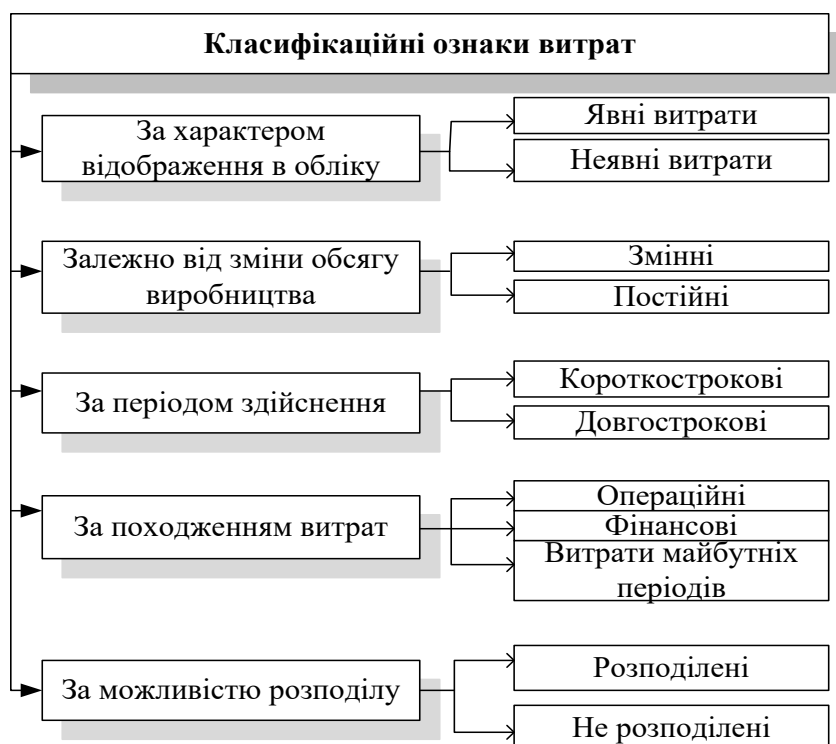 Класифікаційні ознаки витрат
За характером
відображення в обліку
Явні витрати
Неявні витрати
Залежно від зміни обсягу
виробництва
Змінні
Постійні
За періодом здійснення
Короткострокові
Довгострокові
За походженням витрат
Операційні
Фінансові
Витрати майбутніх
періодів
За можливістю розподілу
Розподілені
Не розподілені